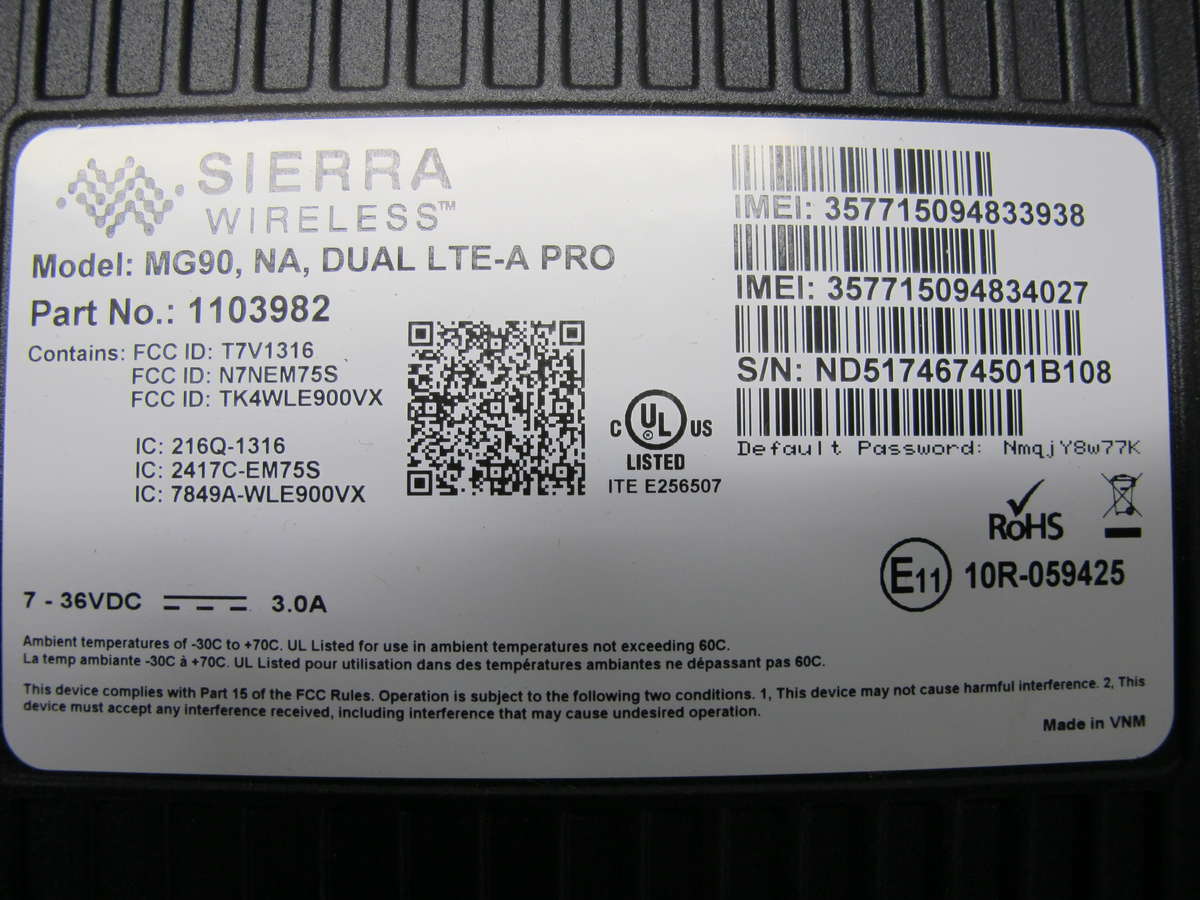 SIERRA
WIRELESS™
Model: MG90, NA, DUAL LTE-A PRO
Part No.: 1103982
Contains: FCC ID: T7V1316
FCC ID: N7NEM75S
FCC ID: TK4WLE900VX
IC: 216Q-1316
IC: 2417C-EM75S
IC: 7849A-WLE900VX
C UL US
LISTED
ITE E256507
IMEI: 357715094833938
IMEI: 357715094834027
S/N: ND5174674501B108
Default Password: NmqjY8w77K
RoHS
E11 10R-059425
7 - 36VDC 3.0A
Ambient temperatures of -30C to +70C. UL Listed for use in ambient temperatures not exceeding 60C.
La temp ambiante -30C à +70C. UL Listed pour utilisation dans des températures ambiantes ne dépassant pas 60C.
This device complies with Part 15 of the FCC Rules. Operation is subject to the following two conditions. 1, This device may not cause harmful interference. 2, This
device must accept any interference received, including interference that may cause undesired operation.
Made in VNM